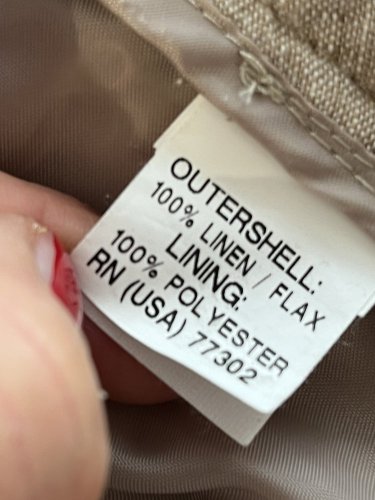 OUTERSHELL:
100% LINEN / FLAX
LINING:
100% POLYESTER
RN (USA) 77302